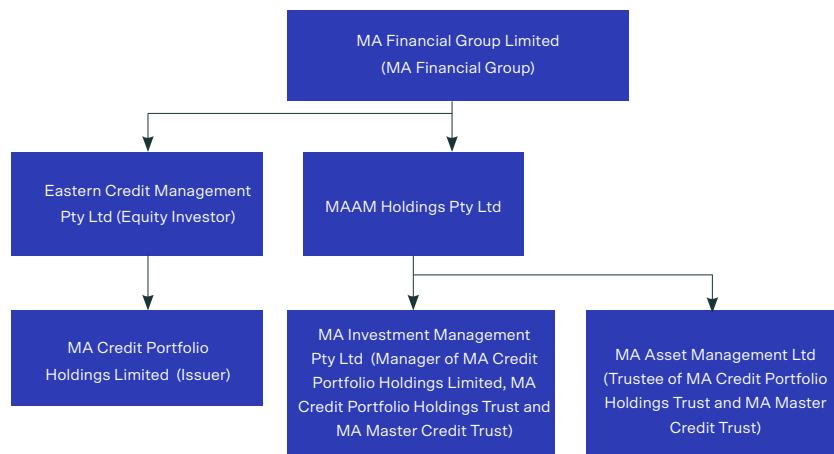 MA Financial Group Limited
(MA Financial Group)
Eastern Credit Management
Pty Ltd (Equity Investor)
MAAM Holdings Pty Ltd
MA Credit Portfolio
Holdings Limited (Issuer)
MA Investment Management
Pty Ltd (Manager of MA Credit
Portfolio Holdings Limited, MA
Credit Portfolio Holdings Trust and
MA Master Credit Trust)
MA Asset Management Ltd
(Trustee of MA Credit Portfolio
Holdings Trust and MA Master
Credit Trust)